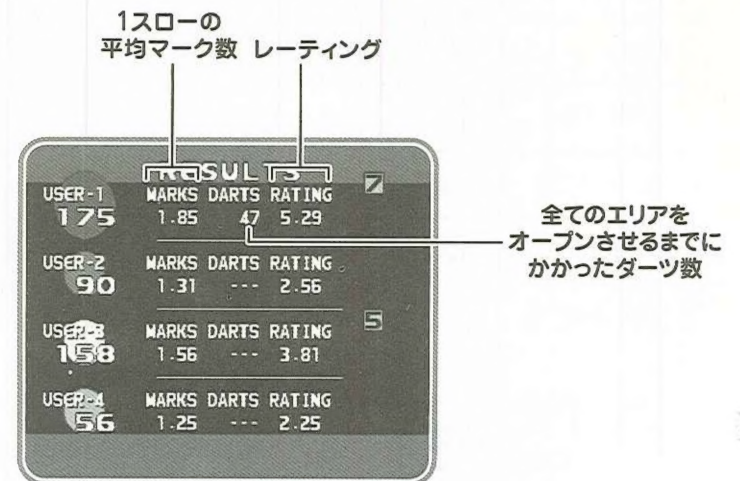 1スローの
平均マーク数 レーティング
RESULTS
USER-1 MARKS DARTS RATING 7
175 1.85 47 5.29
全てのエリアを
オープンさせるまでに
かかったダーツ数
USER-2 MARKS DARTS RATING
90 1.31 --- 2.56
USER-3 MARKS DARTS RATING 5
158 1.56 --- 3.81
USER-4 MARKS DARTS RATING
56 1.25 --- 2.25